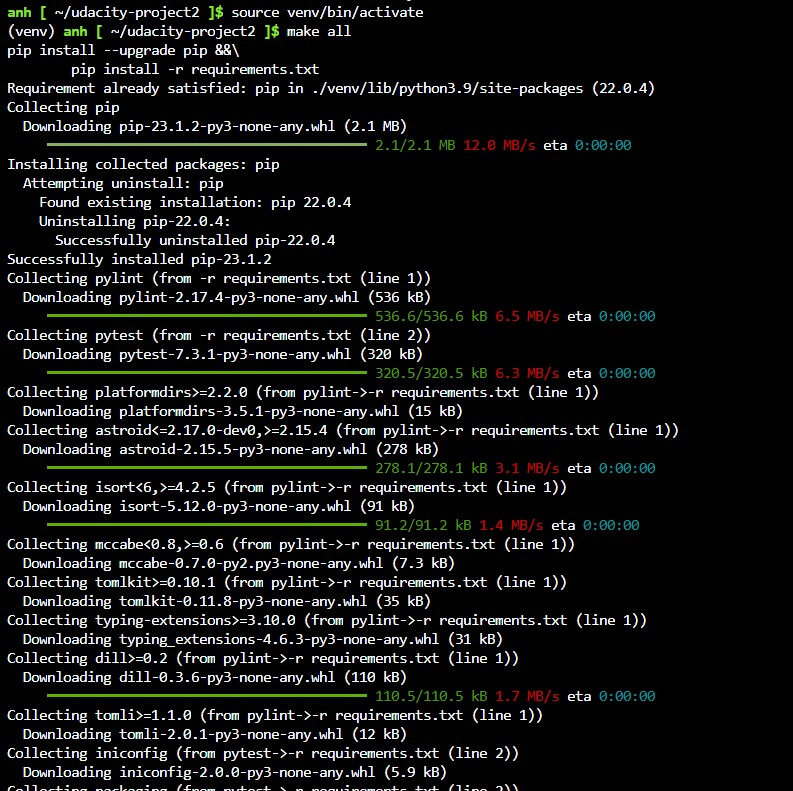 anh [ ~/udacity-project2 ]$ source venv/bin/activate
(venv) anh [ ~/udacity-project2 ]$ make all
pip install --upgrade pip &&\
        pip install -r requirements.txt
Requirement already satisfied: pip in ./venv/lib/python3.9/site-packages (22.0.4)
Collecting pip
  Downloading pip-23.1.2-py3-none-any.whl (2.1 MB)
     2.1/2.1 MB 12.0 MB/s eta 0:00:00
Installing collected packages: pip
  Attempting uninstall: pip
    Found existing installation: pip 22.0.4
    Uninstalling pip-22.0.4:
      Successfully uninstalled pip-22.0.4
Successfully installed pip-23.1.2
Collecting pylint (from -r requirements.txt (line 1))
  Downloading pylint-2.17.4-py3-none-any.whl (536 kB)
     536.6/536.6 kB 6.5 MB/s eta 0:00:00
Collecting pytest (from -r requirements.txt (line 2))
  Downloading pytest-7.3.1-py3-none-any.whl (320 kB)
     320.5/320.5 kB 6.3 MB/s eta 0:00:00
Collecting platformdirs>=2.2.0 (from pylint->-r requirements.txt (line 1))
  Downloading platformdirs-3.5.1-py3-none-any.whl (15 kB)
Collecting astroid<=2.17.0-dev0,>=2.15.4 (from pylint->-r requirements.txt (line 1))
  Downloading astroid-2.15.5-py3-none-any.whl (278 kB)
     278.1/278.1 kB 3.1 MB/s eta 0:00:00
Collecting isort<6,>=4.2.5 (from pylint->-r requirements.txt (line 1))
  Downloading isort-5.12.0-py3-none-any.whl (91 kB)
     91.2/91.2 kB 1.4 MB/s eta 0:00:00
Collecting mccabe<0.8,>=0.6 (from pylint->-r requirements.txt (line 1))
  Downloading mccabe-0.7.0-py2.py3-none-any.whl (7.3 kB)
Collecting tomlkit>=0.10.1 (from pylint->-r requirements.txt (line 1))
  Downloading tomlkit-0.11.8-py3-none-any.whl (35 kB)
Collecting typing-extensions>=3.10.0 (from pylint->-r requirements.txt (line 1))
  Downloading typing_extensions-4.6.3-py3-none-any.whl (31 kB)
Collecting dill>=0.2 (from pylint->-r requirements.txt (line 1))
  Downloading dill-0.3.6-py3-none-any.whl (110 kB)
     110.5/110.5 kB 1.7 MB/s eta 0:00:00
Collecting tomli>=1.1.0 (from pylint->-r requirements.txt (line 1))
  Downloading tomli-2.0.1-py3-none-any.whl (12 kB)
Collecting iniconfig (from pytest->-r requirements.txt (line 2))
  Downloading iniconfig-2.0.0-py3-none-any.whl (5.9 kB)
Collecting packaging (from pytest->-r requirements.txt (line 2))